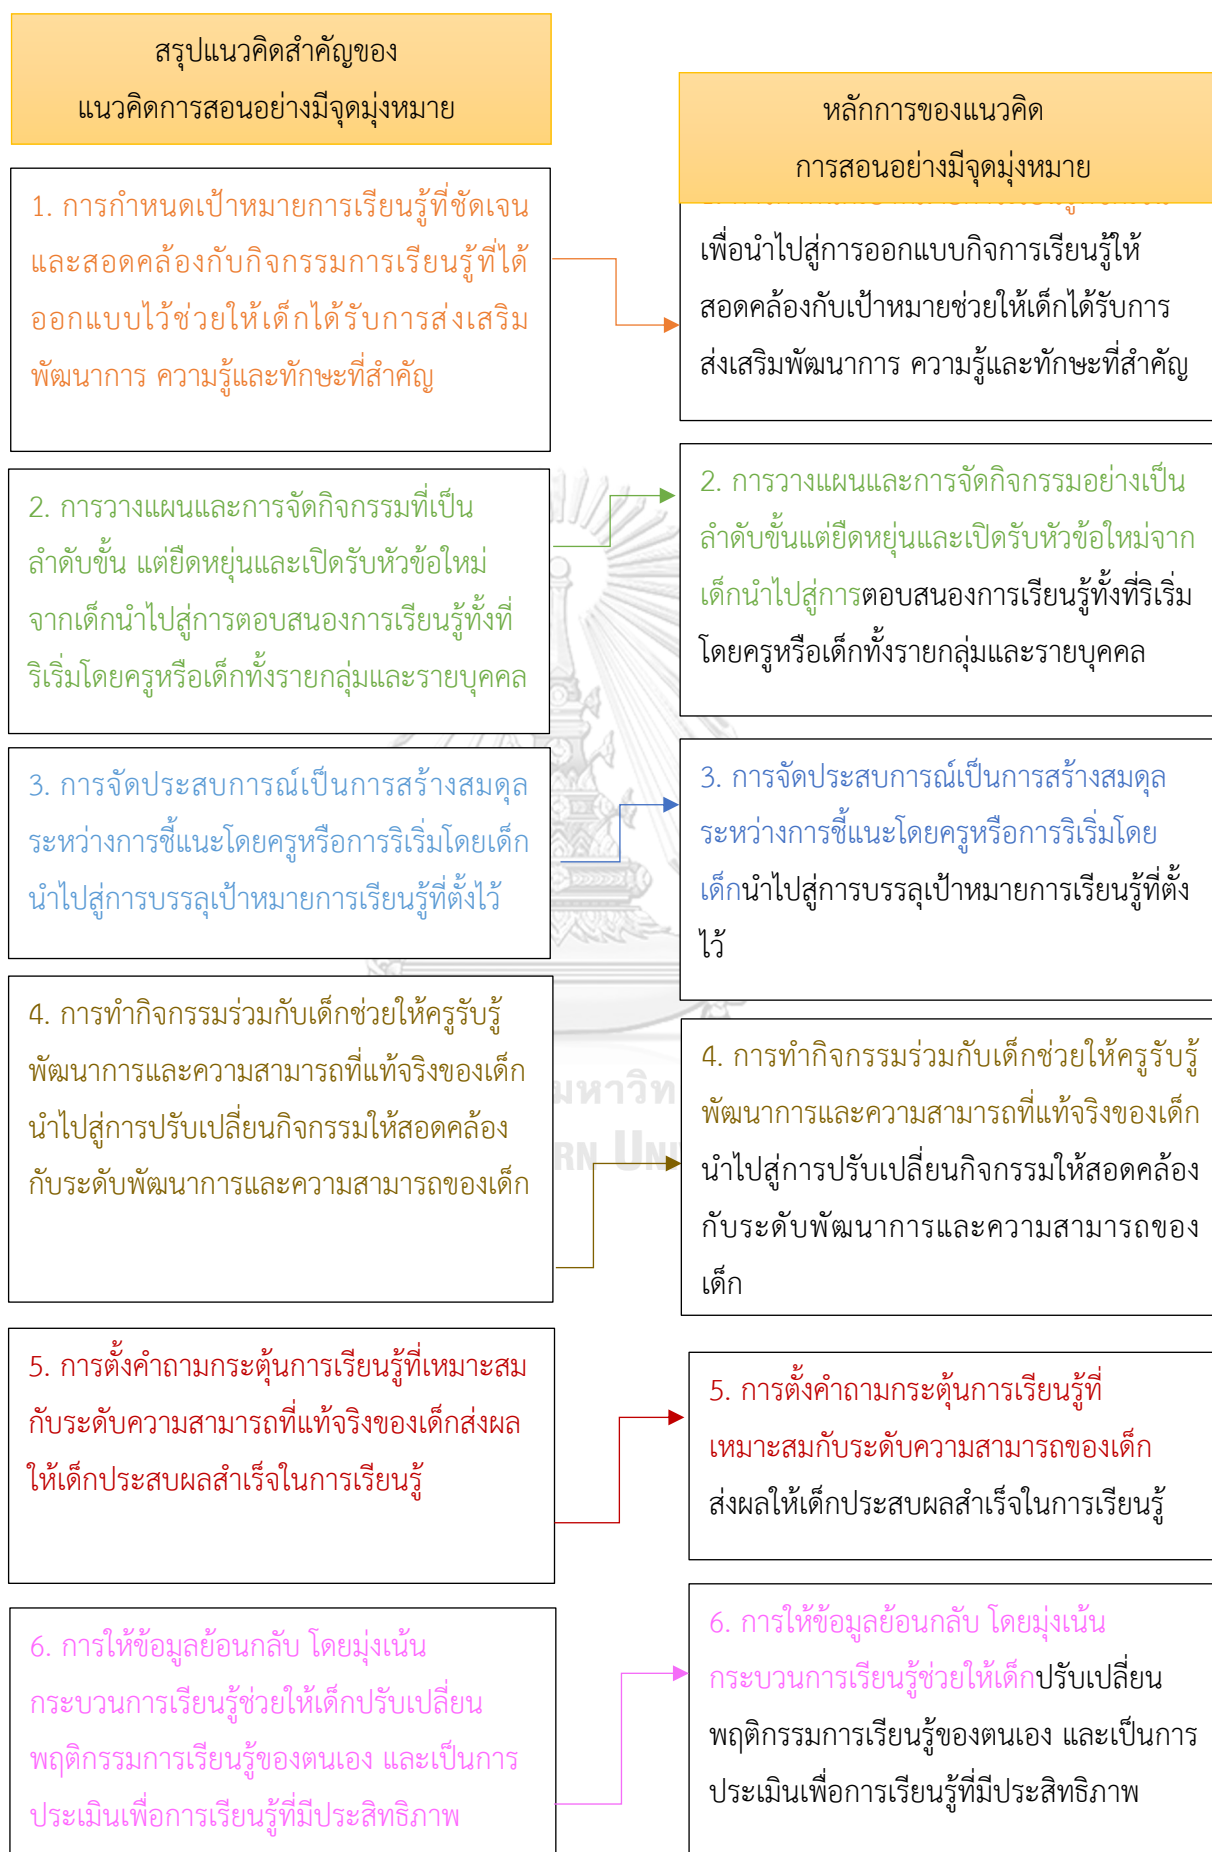 สรุปแนวคิดสำคัญของ
แนวคิดการสอนอย่างมีจุดมุ่งหมาย
1. การกำหนดเป้าหมายการเรียนรู้ที่ชัดเจน
และสอดคล้องกับกิจกรรมการเรียนรู้ที่ได้
ออกแบบไว้ช่วยให้เด็กได้รับการส่งเสริม
พัฒนาการ ความรู้และทักษะที่สำคัญ
2. การวางแผนและการจัดกิจกรรมที่เป็น
ลำดับขั้น แต่ยืดหยุ่นและเปิดรับหัวข้อใหม่
จากเด็กนำไปสู่การตอบสนองการเรียนรู้ทั้งที่
ริเริ่มโดยครูหรือเด็กทั้งรายกลุ่มและรายบุคคล
3. การจัดประสบการณ์เป็นการสร้างสมดุล
ระหว่างการชี้แนะโดยครูหรือการริเริ่มโดยเด็ก
นำไปสู่การบรรลุเป้าหมายการเรียนรู้ที่ตั้งไว้
4. การทำกิจกรรมร่วมกับเด็กช่วยให้ครูรับรู้
พัฒนาการและความสามารถที่แท้จริงของเด็ก
นำไปสู่การปรับเปลี่ยนกิจกรรมให้สอดคล้อง
กับระดับพัฒนาการและความสามารถของเด็ก
5. การตั้งคำถามกระตุ้นการเรียนรู้ที่เหมาะสม
กับระดับความสามารถที่แท้จริงของเด็กส่งผล
ให้เด็กประสบผลสำเร็จในการเรียนรู้
6. การให้ข้อมูลย้อนกลับ โดยมุ่งเน้น
กระบวนการเรียนรู้ช่วยให้เด็กปรับเปลี่ยน
พฤติกรรมการเรียนรู้ของตนเอง และเป็นการ
ประเมินเพื่อการเรียนรู้ที่มีประสิทธิภาพ
หลักการของแนวคิด
การสอนอย่างมีจุดมุ่งหมาย
เพื่อนำไปสู่การออกแบบกิจการเรียนรู้ให้
สอดคล้องกับเป้าหมายช่วยให้เด็กได้รับการ
ส่งเสริมพัฒนาการ ความรู้และทักษะที่สำคัญ
2. การวางแผนและการจัดกิจกรรมอย่างเป็น
ลำดับขั้นแต่ยืดหยุ่นและเปิดรับหัวข้อใหม่จาก
เด็กนำไปสู่การตอบสนองการเรียนรู้ทั้งที่ริเริ่ม
โดยครูหรือเด็กทั้งรายกลุ่มและรายบุคคล
3. การจัดประสบการณ์เป็นการสร้างสมดุล
ระหว่างการชี้แนะโดยครูหรือการริเริ่มโดย
เด็กนำไปสู่การบรรลุเป้าหมายการเรียนรู้ที่ตั้ง
ไว้
4. การทำกิจกรรมร่วมกับเด็กช่วยให้ครูรับรู้
พัฒนาการและความสามารถที่แท้จริงของเด็ก
นำไปสู่การปรับเปลี่ยนกิจกรรมให้สอดคล้อง
กับระดับพัฒนาการและความสามารถของ
เด็ก
5. การตั้งคำถามกระตุ้นการเรียนรู้ที่
เหมาะสมกับระดับความสามารถของเด็ก
ส่งผลให้เด็กประสบผลสำเร็จในการเรียนรู้
6. การให้ข้อมูลย้อนกลับ โดยมุ่งเน้น
กระบวนการเรียนรู้ช่วยให้เด็กปรับเปลี่ยน
พฤติกรรมการเรียนรู้ของตนเอง และเป็นการ
ประเมินเพื่อการเรียนรู้ที่มีประสิทธิภาพ